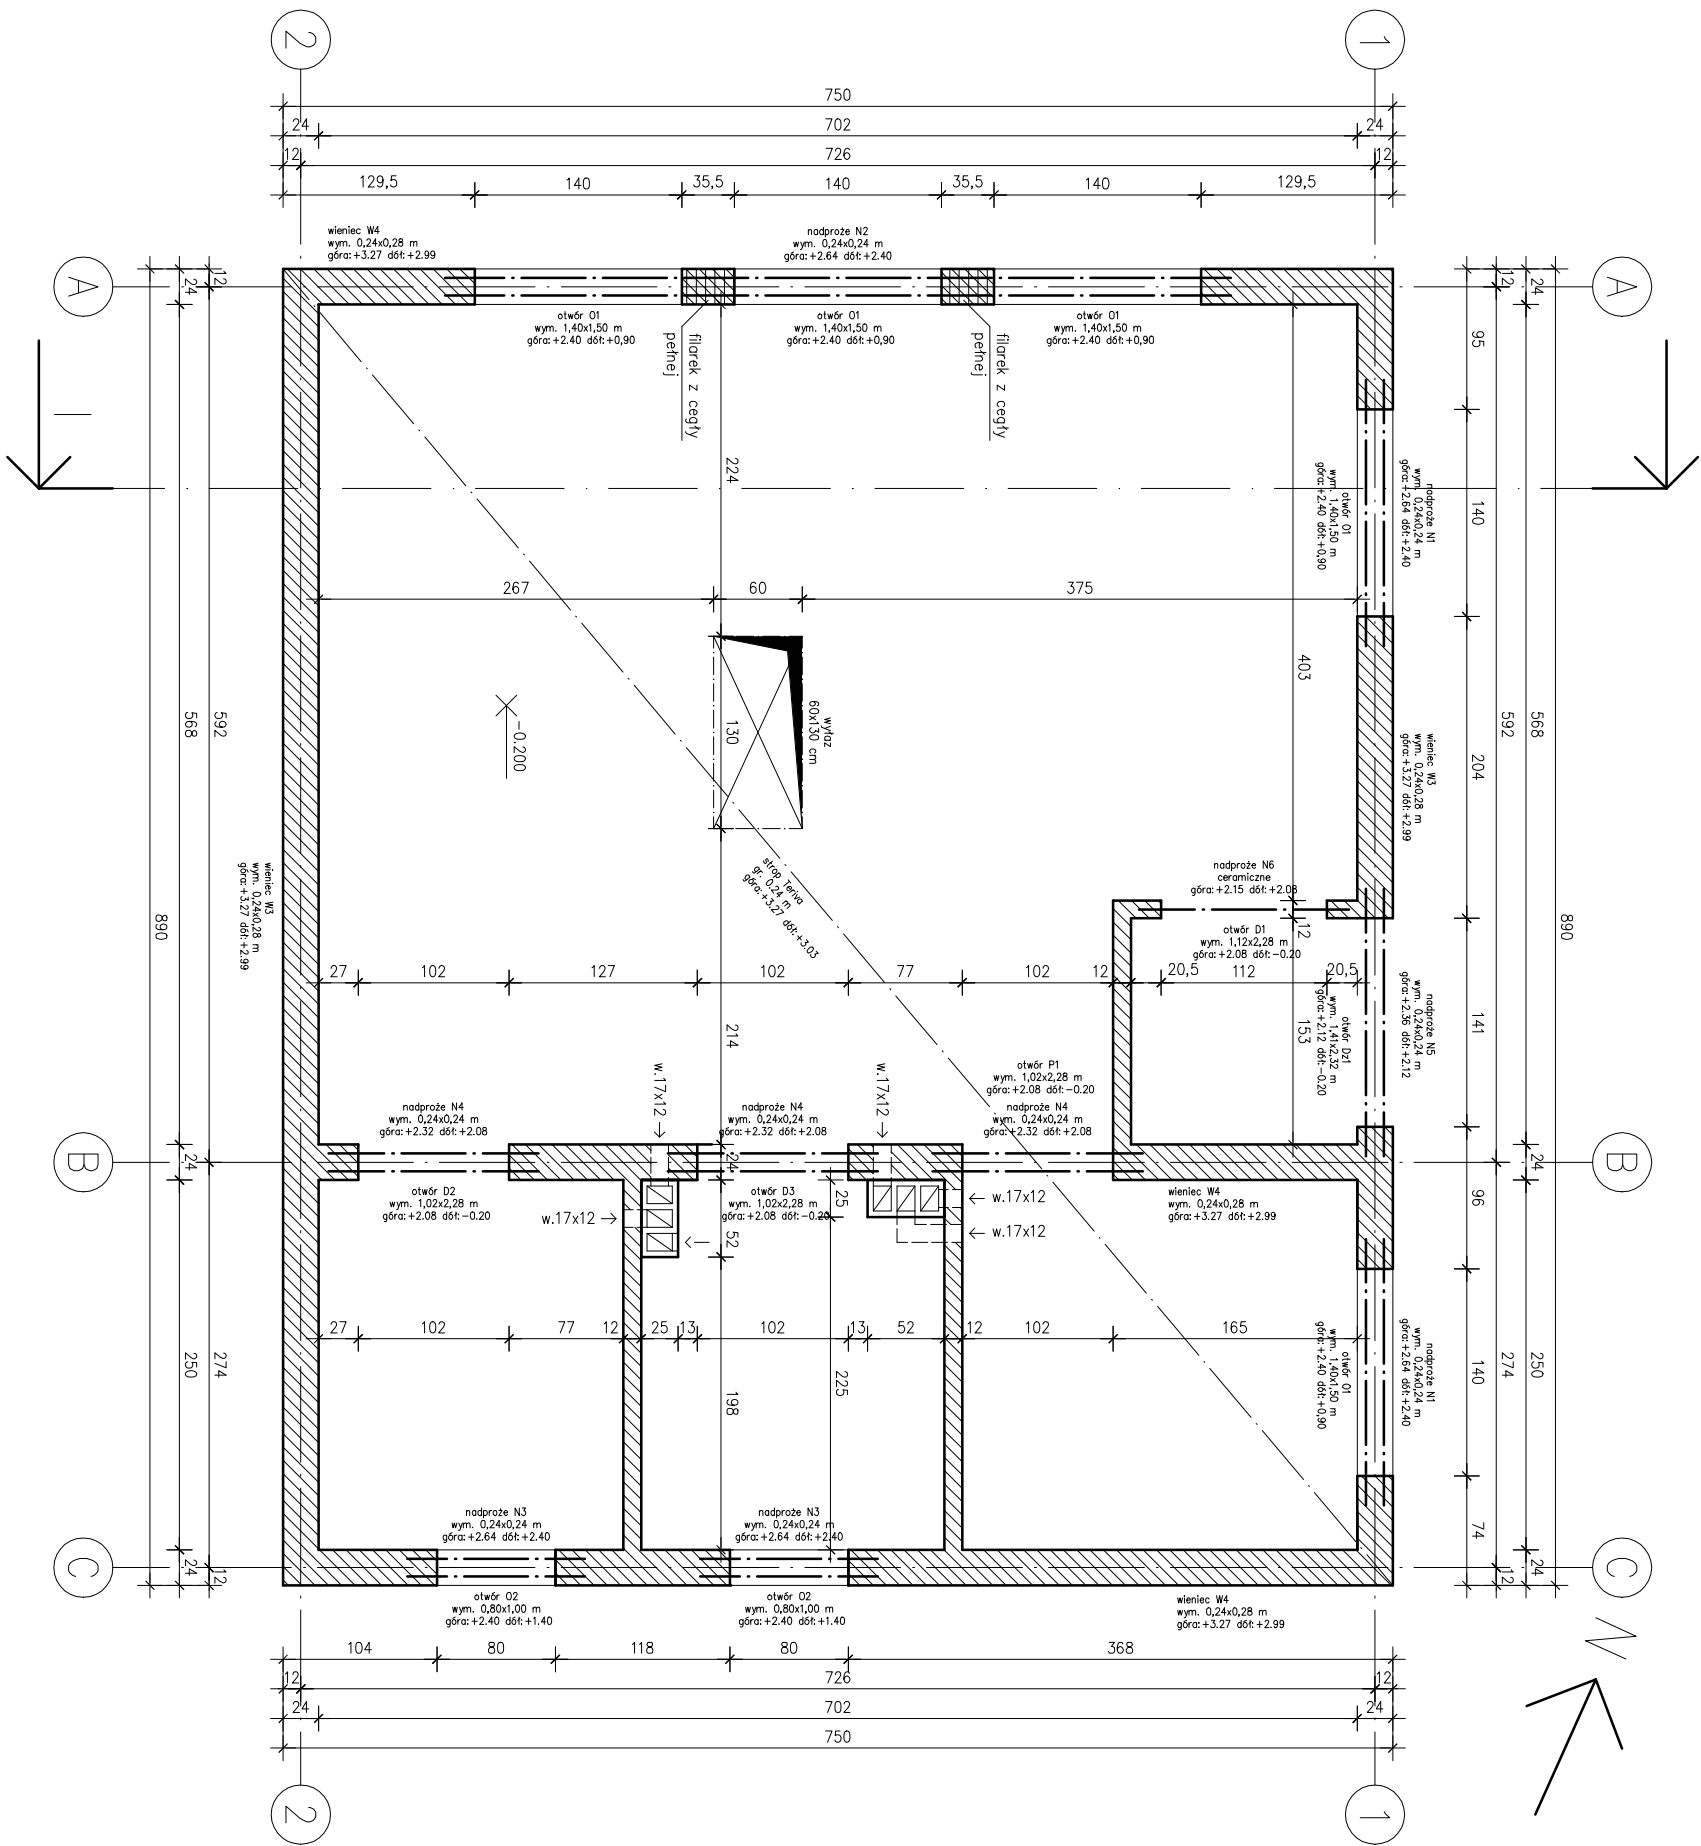 2
1
750
24
702
24
12
726
12
129,5
140
35,5
140
35,5
140
129,5
wieniec W4
wym. 0,24x0,28 m
góra:+3.27 dół:+2.99
nadproże N2
wym. 0,24x0,24 m
góra:+2.64 dół:+2.40
A
A
12
24
12
24
otwór O1
wym. 1,40x1,50 m
góra:+2.40 dół:+0,90
otwór O1
wym. 1,40x1,50 m
góra:+2.40 dół:+0,90
otwór O1
wym. 1,40x1,50 m
góra:+2.40 dół:+0,90
filarek z cegły
pełnej
filarek z cegły
pełnej
95
I
224
140
otwór O1
wym. 1,40x1,50 m
góra:+2.40 dół:+0,90
nadproże N1
wym. 0,24x0,24 m
góra:+2.64 dół:+2.40
267
60
375
403
592
568
592
568
204
-0.200
130
wyłaz
60x130 cm
wieniec W3
wym. 0,24x0,28 m
góra:+3.27 dół:+2.99
strop Teriva
gr. 0.24 m
góra:+3.27 dół:+3.03
nadproże N6
ceramiczne
góra:+2.15 dół:+2.08
12
otwór D1
wym. 1,12x2,28 m
góra:+2.08 dół:-0.20
890
890
wieniec W3
wym. 0,24x0,28 m
góra:+3.27 dół:+2.99
27
102
127
102
77
102
12
20,5
112
20,5
214
153
141
otwór Dz1
wym. 1,41x2,32 m
góra:+2.12 dół:-0.20
nadproże N5
wym. 0,24x0,24 m
góra:+2.36 dół:+2.12
w.17x12
w.17x12
otwór P1
wym. 1,02x2,28 m
góra:+2.08 dół:-0.20
nadproże N4
wym. 0,24x0,24 m
góra:+2.32 dół:+2.08
nadproże N4
wym. 0,24x0,24 m
góra:+2.32 dół:+2.08
nadproże N4
wym. 0,24x0,24 m
góra:+2.32 dół:+2.08
B
B
24
24
24
otwór D2
wym. 1,02x2,28 m
góra:+2.08 dół:-0.20
otwór D3
wym. 1,02x2,28 m
góra:+2.08 dół:-0.20
25
wieniec W4
wym. 0,24x0,28 m
góra:+3.27 dół:+2.99
w.17x12
w.17x12
w.17x12
52
96
27
102
77
12
25
13
102
13
52
12
102
165
274
250
198
225
140
274
250
otwór O1
wym. 1,40x1,50 m
góra:+2.40 dół:+0,90
nadproże N1
wym. 0,24x0,24 m
góra:+2.64 dół:+2.40
nadproże N3
wym. 0,24x0,24 m
góra:+2.64 dół:+2.40
nadproże N3
wym. 0,24x0,24 m
góra:+2.64 dół:+2.40
74
C
C
24
12
12
24
otwór O2
wym. 0,80x1,00 m
góra:+2.40 dół:+1.40
otwór O2
wym. 0,80x1,00 m
góra:+2.40 dół:+1.40
wieniec W4
wym. 0,24x0,28 m
góra:+3.27 dół:+2.99
N
104
80
118
80
368
12
726
12
24
702
24
750
2
1